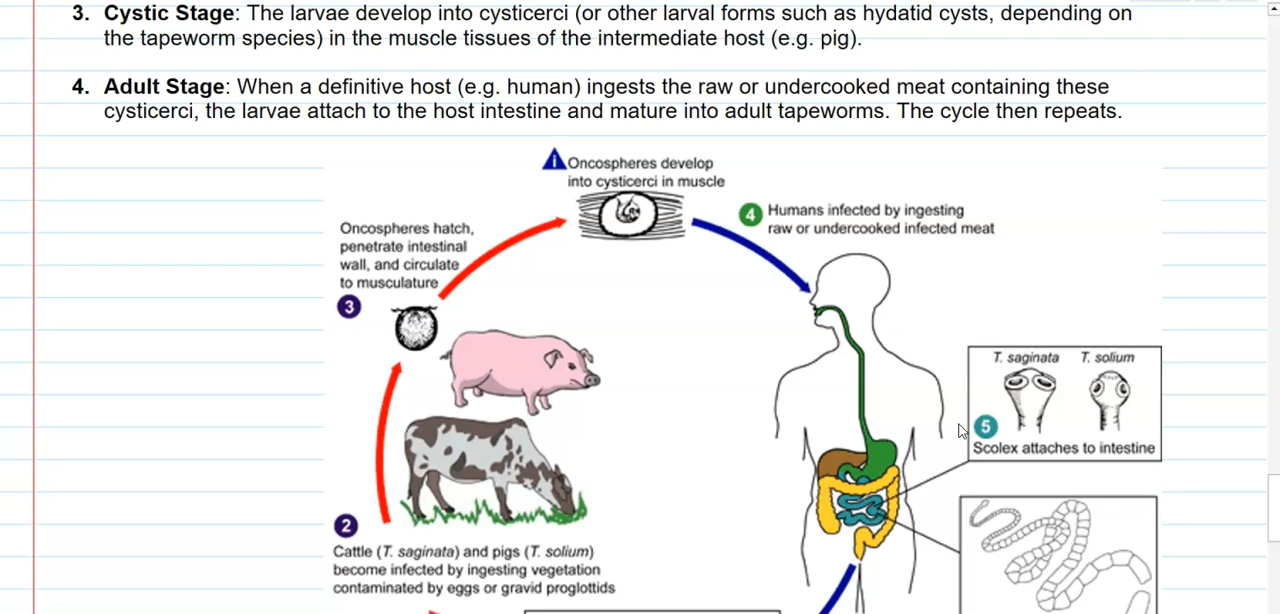 3. Cystic Stage: The larvae develop into cysticerci (or other larval forms such as hydatid cysts, depending on
the tapeworm species) in the muscle tissues of the intermediate host (e.g. pig).
4. Adult Stage: When a definitive host (e.g. human) ingests the raw or undercooked meat containing these
cysticerci, the larvae attach to the host intestine and mature into adult tapeworms. The cycle then repeats.
i Oncospheres develop
into cysticerci in muscle
4 Humans infected by ingesting
raw or undercooked infected meat
Oncospheres hatch,
penetrate intestinal
wall, and circulate
to musculature
3
T. saginata T. solium
5
Scolex attaches to intestine
2
Cattle (T. saginata) and pigs (T. solium)
become infected by ingesting vegetation
contaminated by eggs or gravid proglottids